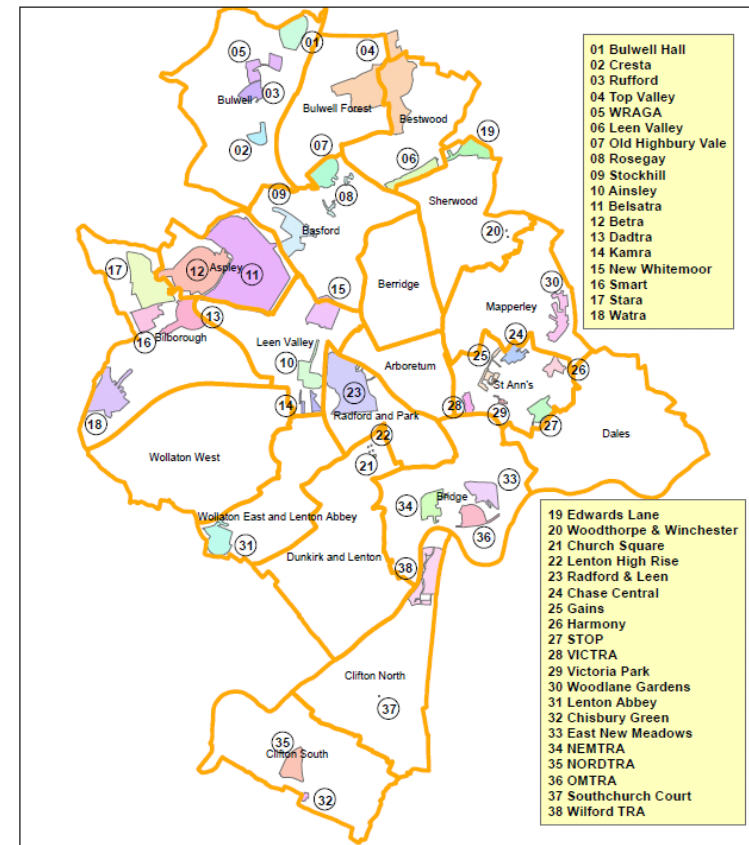 01 Bulwell Hall
02 Cresta
03 Rufford
04 Top Valley
05 WRAGA
06 Leen Valley
07 Old Highbury Vale
08 Rosegay
09 Stockhill
10 Ainsley
11 Belsatra
12 Betra
13 Dadtra
14 Kamra
15 New Whitemoor
16 Smart
17 Stara
18 Watra
01
05
04
03
Bulwell
Bulwell Forest
Bestwood
02
07
06
19
08
09
Sherwood
Basford
20
17
12
Aspley
11
30
15
Berridge
Mapperley
13
16
Bilborough
Leen Valley
24
25
10
Arboretum
St Ann's
26
23
14
28
29
18
Radford and Park
22
27
Dales
Wollaton West
21
33
34
Bridge
Wollaton East and Lenton Abbey
36
31
Dunkirk and Lenton
38
Clifton North
37
35
Clifton South
32
19 Edwards Lane
20 Woodthorpe & Winchester
21 Church Square
22 Lenton High Rise
23 Radford & Leen
24 Chase Central
25 Gains
26 Harmony
27 STOP
28 VICTRA
29 Victoria Park
30 Woodlane Gardens
31 Lenton Abbey
32 Chisbury Green
33 East New Meadows
34 NEMTRA
35 NORDTRA
36 OMTRA
37 Southchurch Court
38 Wilford TRA